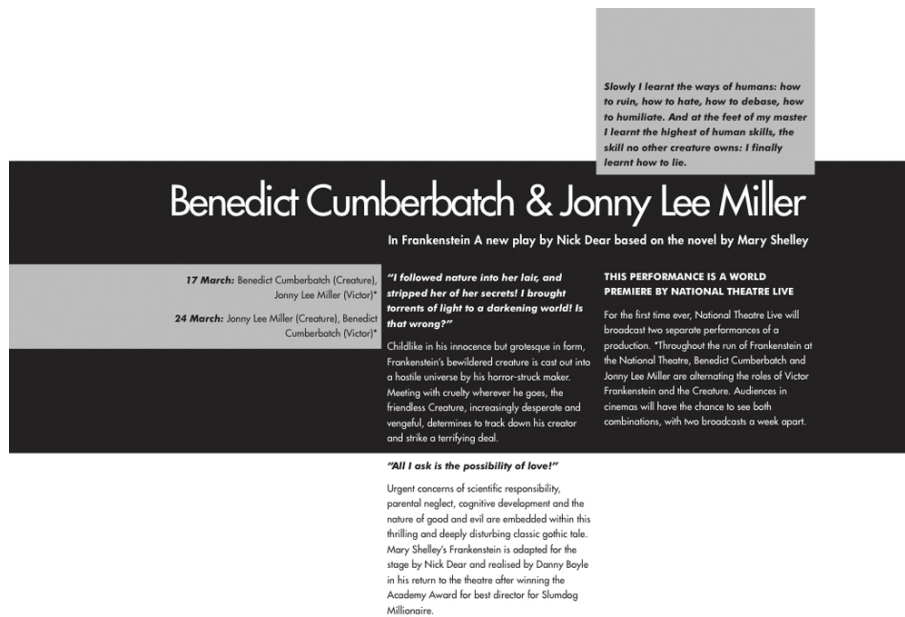 Slowly I learnt the ways of humans: how
to ruin, how to hate, how to debase, how
to humiliate. And at the feet of my master
I learnt the highest of human skills, the
skill no other creature owns: I finally
learnt how to lie.
Benedict Cumberbatch & Jonny Lee Miller
In Frankenstein A new play by Nick Dear based on the novel by Mary Shelley
17 March: Benedict Cumberbatch (Creature),
Jonny Lee Miller (Victor)*
24 March: Jonny Lee Miller (Creature), Benedict
Cumberbatch (Victor)*
“I followed nature into her lair, and
stripped her of her secrets! I brought
torrents of light to a darkening world! Is
that wrong?”
Childlike in his innocence but grotesque in form,
Frankenstein’s bewildered creature is cast out into
a hostile universe by his horror-struck maker.
Meeting with cruelty wherever he goes, the
friendless Creature, increasingly desperate and
vengeful, determines to track down his creator
and strike a terrifying deal.
“All I ask is the possibility of love!”
Urgent concerns of scientific responsibility,
parental neglect, cognitive development and the
nature of good and evil are embedded within this
thrilling and deeply disturbing classic gothic tale.
Mary Shelley’s Frankenstein is adapted for the
stage by Nick Dear and realised by Danny Boyle
in his return to the theatre after winning the
Academy Award for best director for Slumdog
Millionaire.
THIS PERFORMANCE IS A WORLD
PREMIERE BY NATIONAL THEATRE LIVE
For the first time ever, National Theatre Live will
broadcast two separate performances of a
production. *Throughout the run of Frankenstein at
the National Theatre, Benedict Cumberbatch and
Jonny Lee Miller are alternating the roles of Victor
Frankenstein and the Creature. Audiences in
cinemas will have the chance to see both
combinations, with two broadcasts a week apart.